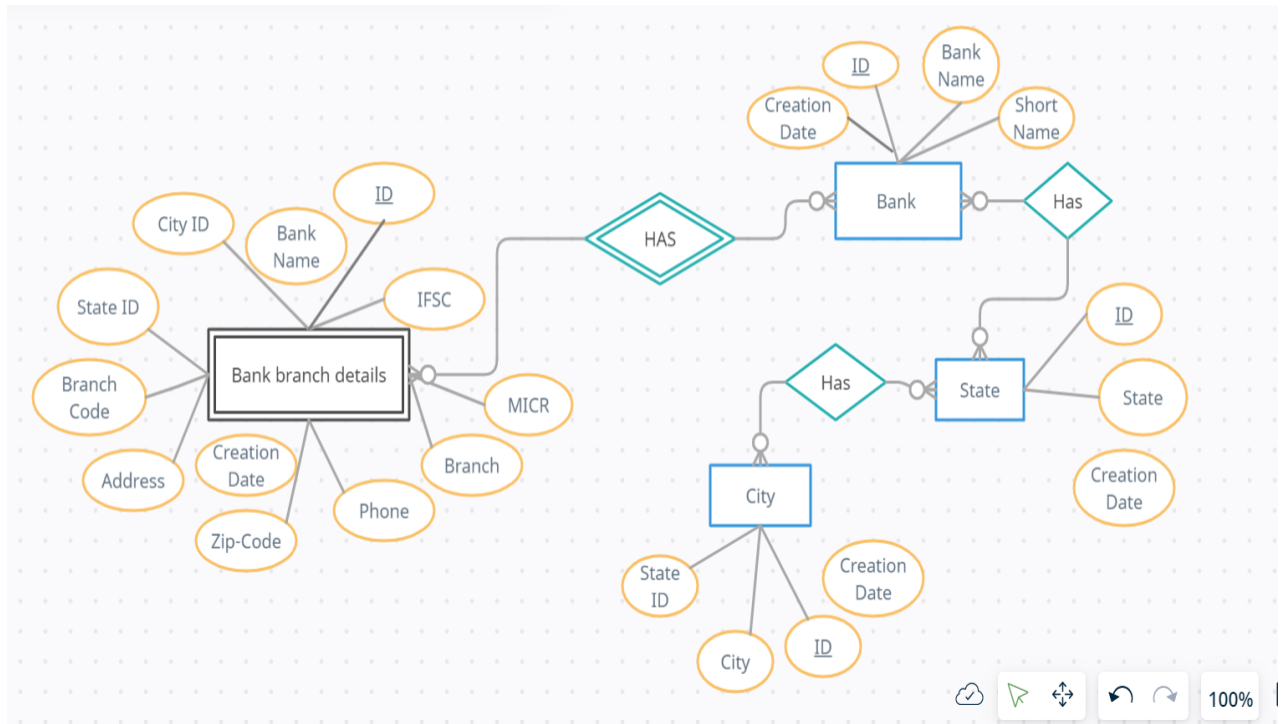 ID
Bank
Name
Creation
Date
Short
Name
Bank
Has
HAS
ID
City ID
Bank
Name
IFSC
State ID
Bank branch details
Branch
Code
MICR
Address
Creation
Date
Branch
Phone
Zip-Code
ID
State
State
Creation
Date
Has
City
State
ID
Creation
Date
City
ID
100%